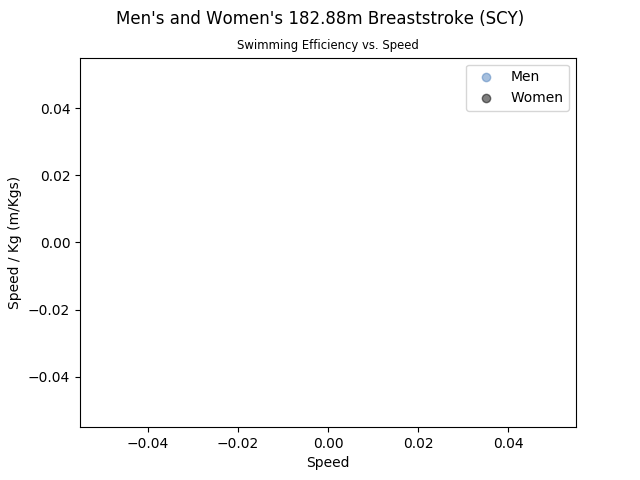 Men's and Women's 182.88m Breaststroke (SCY)
Swimming Efficiency vs. Speed
Men
Women
0.04
0.02
0.00
−0.02
−0.04
Speed / Kg (m/Kgs)
−0.04
−0.02
0.00
0.02
0.04
Speed